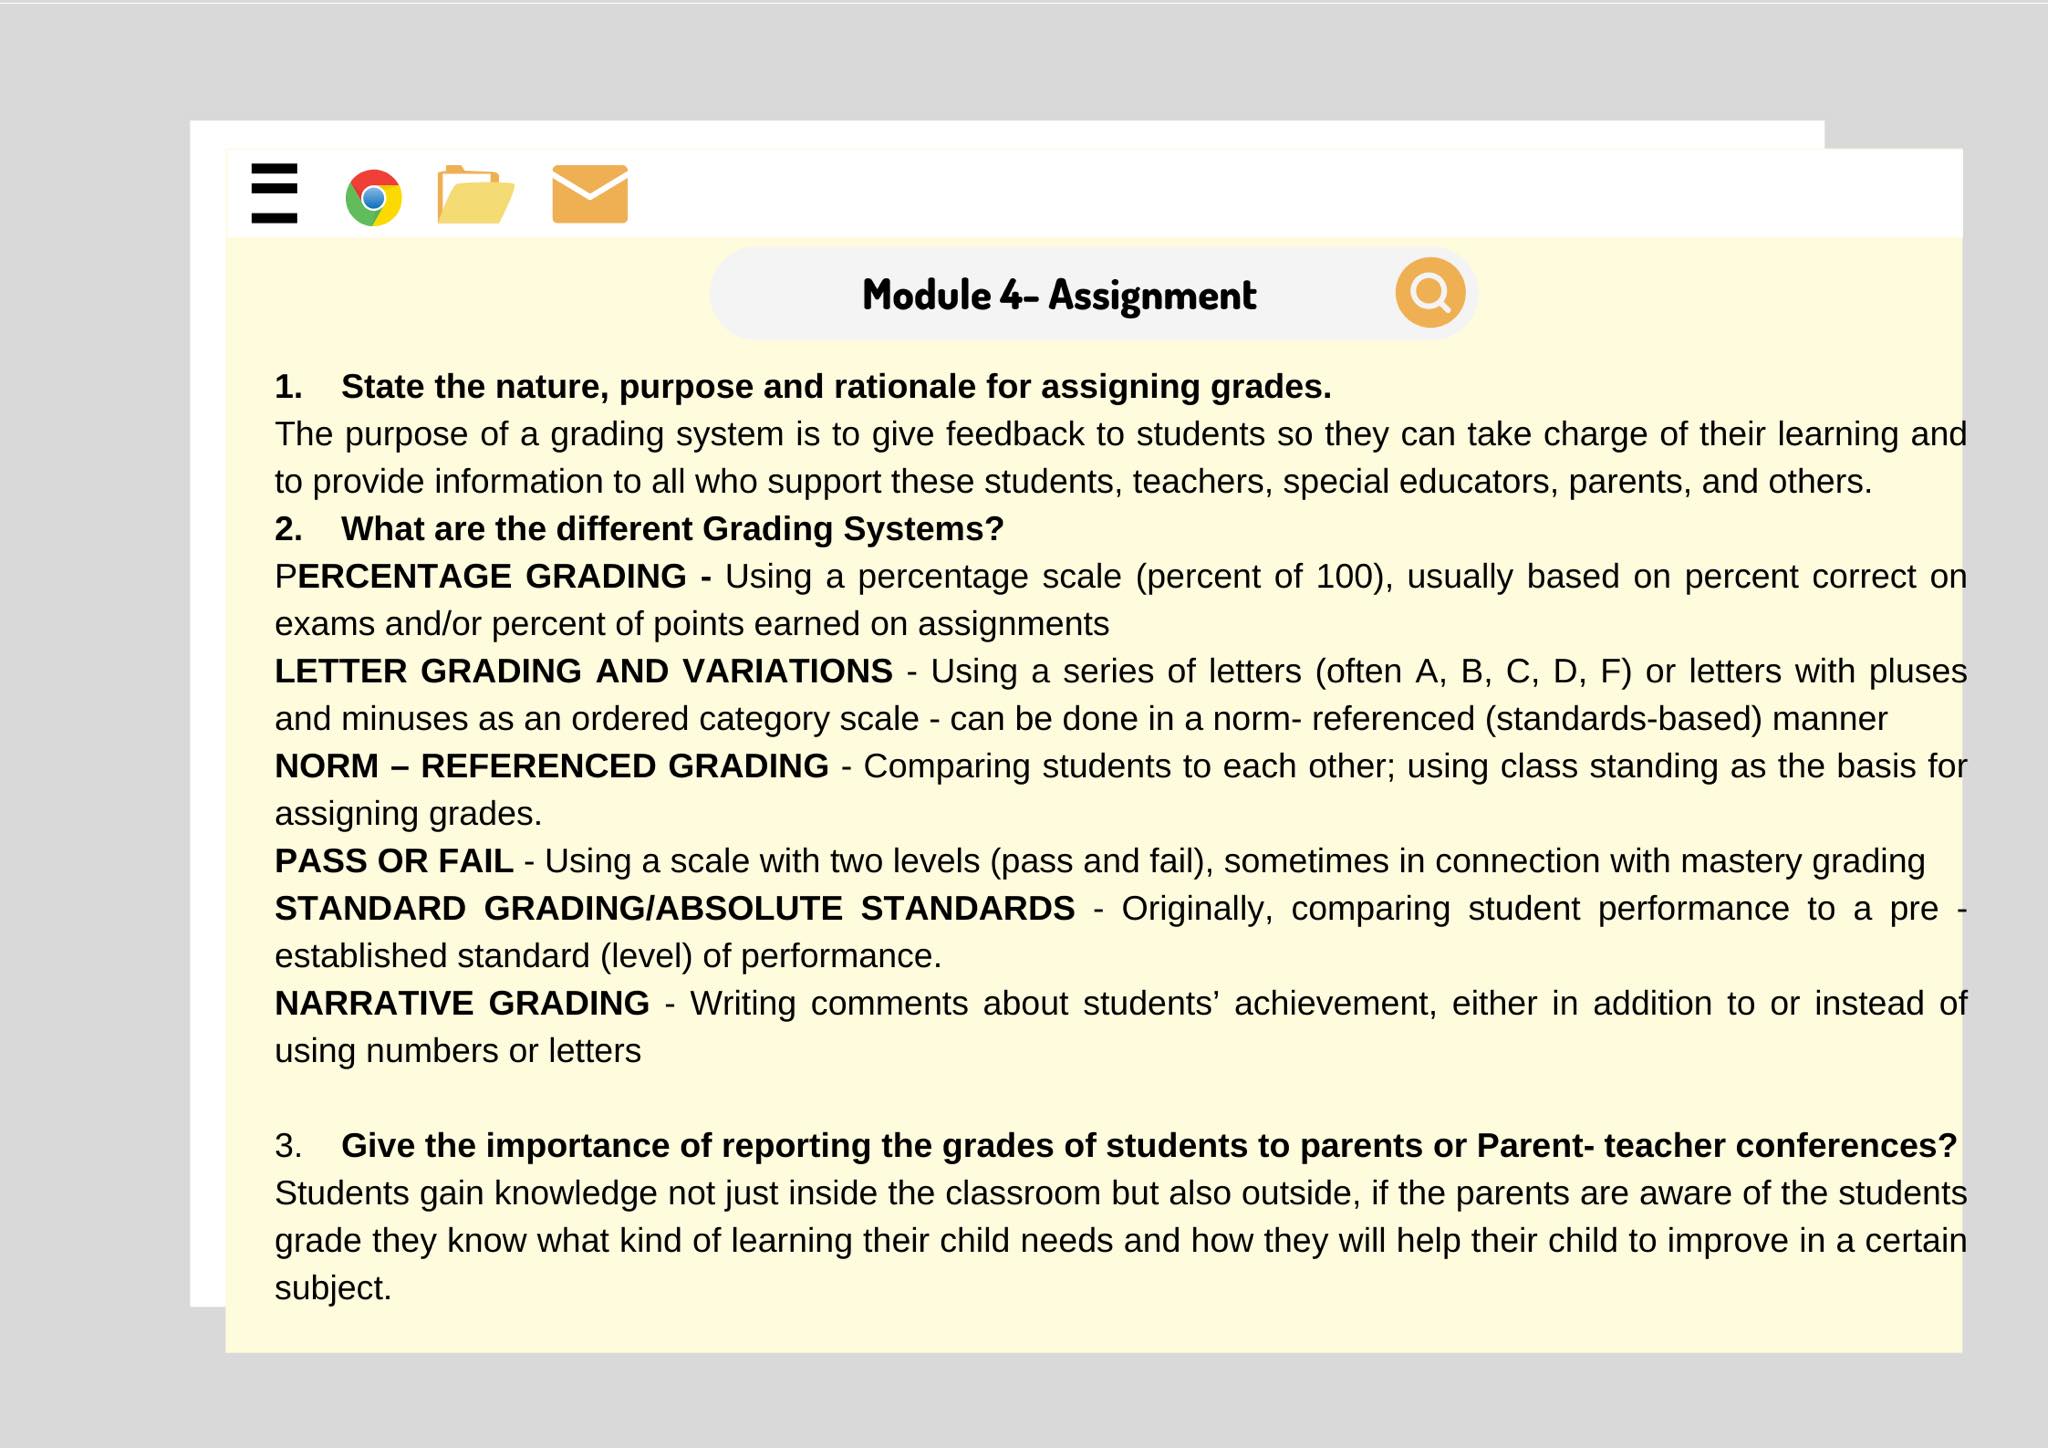 Module 4- Assignment
1. State the nature, purpose and rationale for assigning grades.
The purpose of a grading system is to give feedback to students so they can take charge of their learning and
to provide information to all who support these students, teachers, special educators, parents, and others.
2. What are the different Grading Systems?
PERCENTAGE GRADING - Using a percentage scale (percent of 100), usually based on percent correct on
exams and/or percent of points earned on assignments
LETTER GRADING AND VARIATIONS - Using a series of letters (often A, B, C, D, F) or letters with pluses
and minuses as an ordered category scale - can be done in a norm- referenced (standards-based) manner
NORM – REFERENCED GRADING - Comparing students to each other; using class standing as the basis for
assigning grades.
PASS OR FAIL - Using a scale with two levels (pass and fail), sometimes in connection with mastery grading
STANDARD GRADING/ABSOLUTE STANDARDS - Originally, comparing student performance to a pre -
established standard (level) of performance.
NARRATIVE GRADING - Writing comments about students’ achievement, either in addition to or instead of
using numbers or letters
3. Give the importance of reporting the grades of students to parents or Parent- teacher conferences?
Students gain knowledge not just inside the classroom but also outside, if the parents are aware of the students
grade they know what kind of learning their child needs and how they will help their child to improve in a certain
subject.